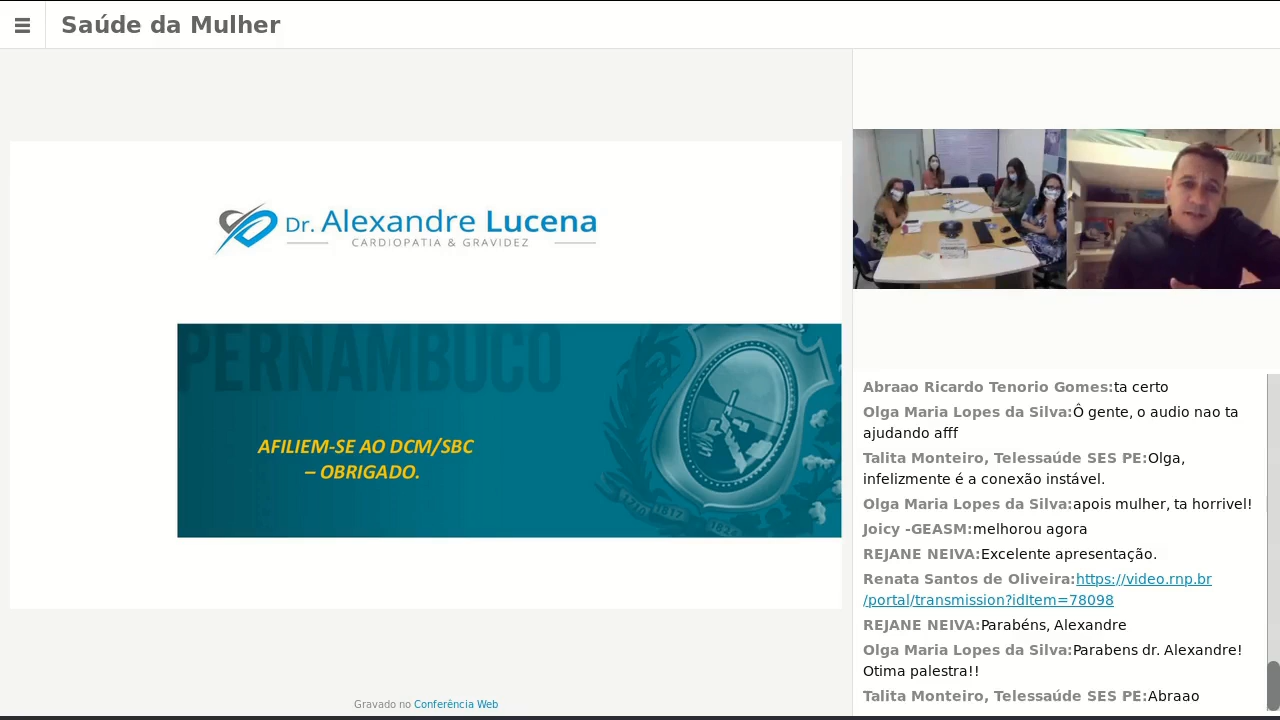 Saúde da Mulher
Dr. Alexandre Lucena
CARDIOPATIA & GRAVIDEZ
PERNAMBUCO
AFILIEM-SE AO DCM/SBC
– OBRIGADO.
1710 1817 1824
Gravado no Conferência Web
Abraao Ricardo Tenorio Gomes:ta certo
Olga Maria Lopes da Silva:Ô gente, o audio nao ta
ajudando afff
Talita Monteiro, Telessaúde SES PE:Olga,
infelizmente é a conexão instável.
Olga Maria Lopes da Silva:apois mulher, ta horrivel!
Joicy -GEASM:melhorou agora
REJANE NEIVA:Excelente apresentação.
Renata Santos de Oliveira:https://video.rnp.br
/portal/transmission?idItem=78098
REJANE NEIVA:Parabéns, Alexandre
Olga Maria Lopes da Silva:Parabens dr. Alexandre!
Otima palestra!!
Talita Monteiro, Telessaúde SES PE:Abraao